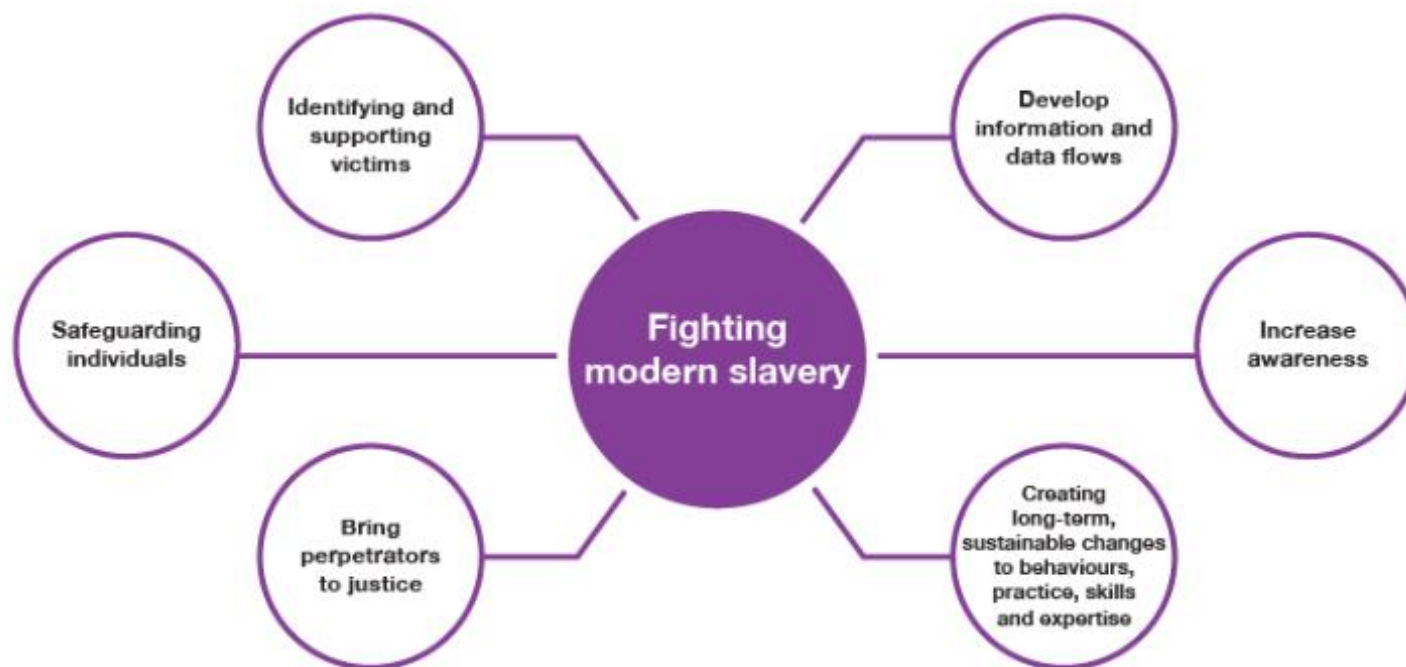 Identifying and
supporting
victims
Develop
information and
data flows
Safeguarding
individuals
Fighting
modern slavery
Increase
awareness
Bring
perpetrators
to justice
Creating
long-term,
sustainable changes
to behaviours,
practice, skills
and expertise